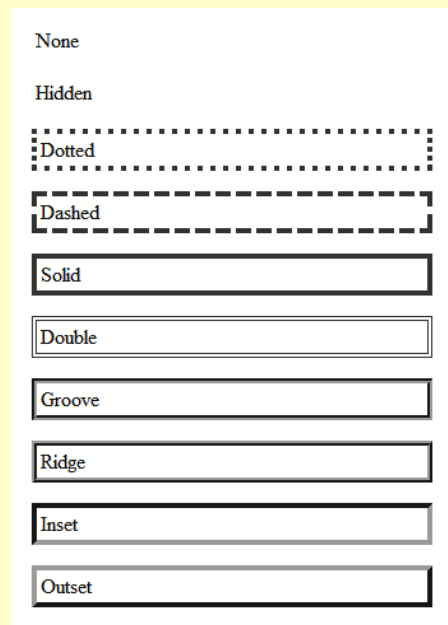 None
Hidden
Dotted
Dashed
Solid
Double
Groove
Ridge
Inset
Outset